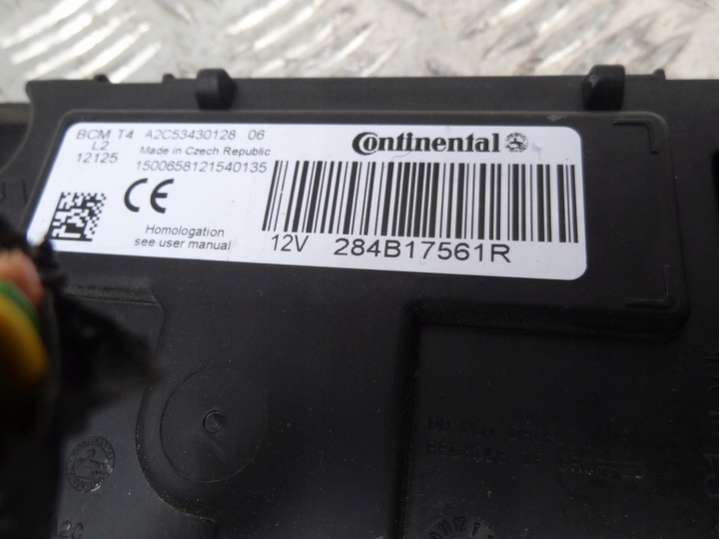 BCM T4 A2C53430128 06
L2 Made in Czech Republic
12125 1500658121540135
Continental
CE
Homologation
see user manual
12V 284B17561R